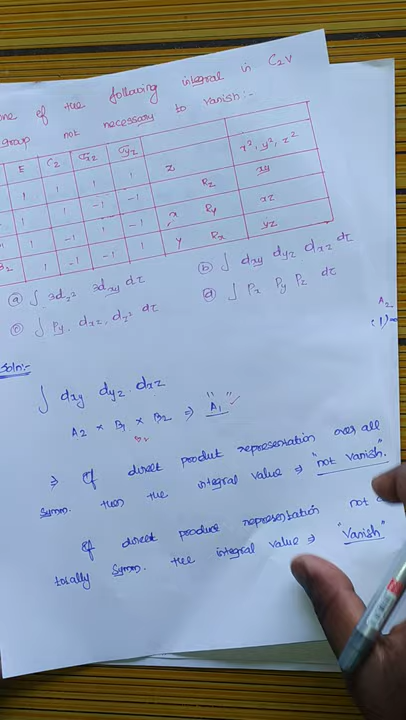 one of the following integral in C2V
group not necessary to vanish:-
E C2 σxz σyz
1 1 1 1 z x², y², z²
1 1 -1 -1 Rz xy
1 -1 1 -1 x Ry xz
B2 1 -1 -1 1 y Rx yz
(a) ∫ 3dz² 3dxy dτ (b) ∫ dxy dyz dxz dτ
(c) ∫ Py. dxz. dz² dτ (d) ∫ Px Py Pz dτ
A2
Soln:-
∫ dxy dyz. dxz
A2 × B1 × B2 ⇒ "A1" ✓
⇒ If direct product representation over all
symm. then the integral value ⇒ "not vanish".
If direct product representation not a
totally symm. the integral value ⇒ "Vanish"